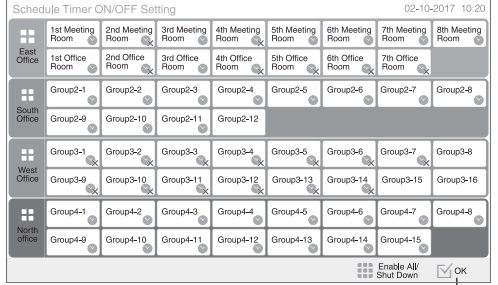 Schedule Timer ON/OFF Setting 02-10-2017 10:20
East Office
1st Meeting Room 2nd Meeting Room 3rd Meeting Room 4th Meeting Room 5th Meeting Room 6th Meeting Room 7th Meeting Room 8th Meeting Room
1st Office Room 2nd Office Room 3rd Office Room 4th Office Room 5th Office Room 6th Office Room 7th Office Room
South Office
Group2-1 Group2-2 Group2-3 Group2-4 Group2-5 Group2-6 Group2-7 Group2-8
Group2-9 Group2-10 Group2-11 Group2-12
West Office
Group3-1 Group3-2 Group3-3 Group3-4 Group3-5 Group3-6 Group3-7 Group3-8
Group3-9 Group3-10 Group3-11 Group3-12 Group3-13 Group3-14 Group3-15 Group3-16
North office
Group4-1 Group4-2 Group4-3 Group4-4 Group4-5 Group4-6 Group4-7 Group4-8
Group4-9 Group4-10 Group4-11 Group4-12 Group4-13 Group4-14 Group4-15
Enable All/
Shut Down
OK